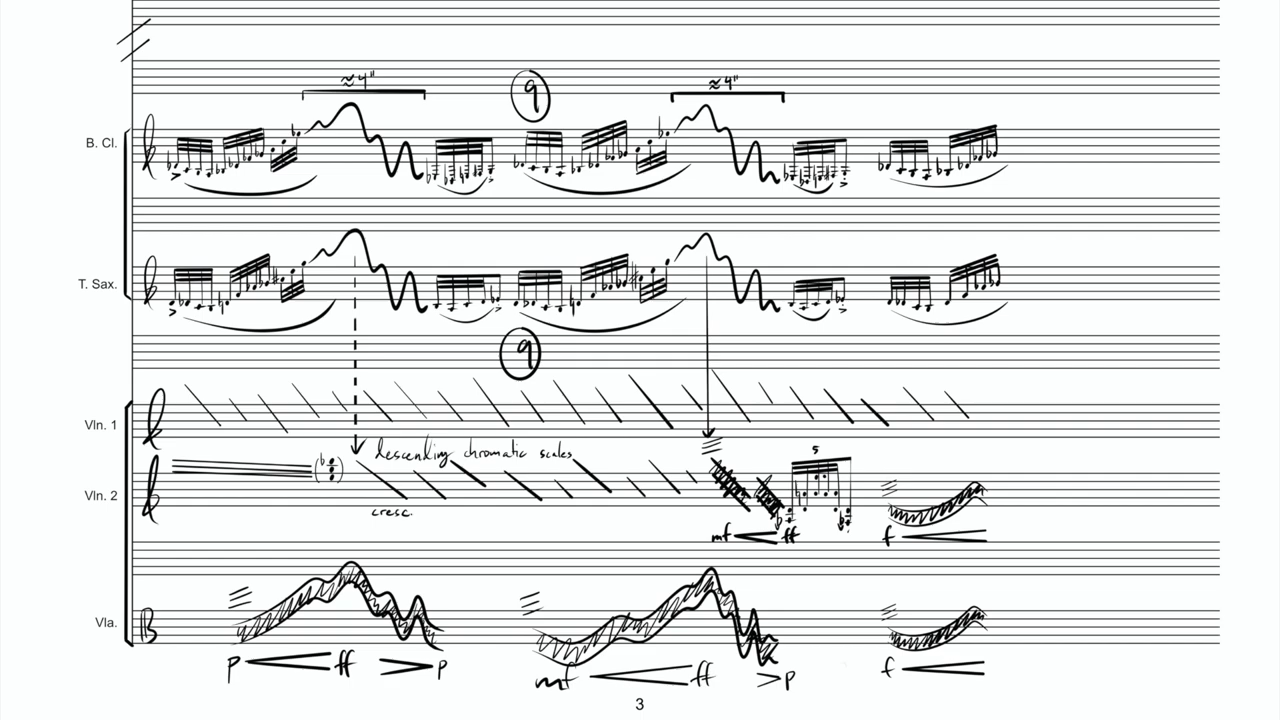 ≈4" ≈4"
9
B. Cl.
T. Sax.
9
Vln. 1
descending chromatic scales
5
Vln. 2
cresc.
mf ff f
Vla.
p ff p mf ff p f
3